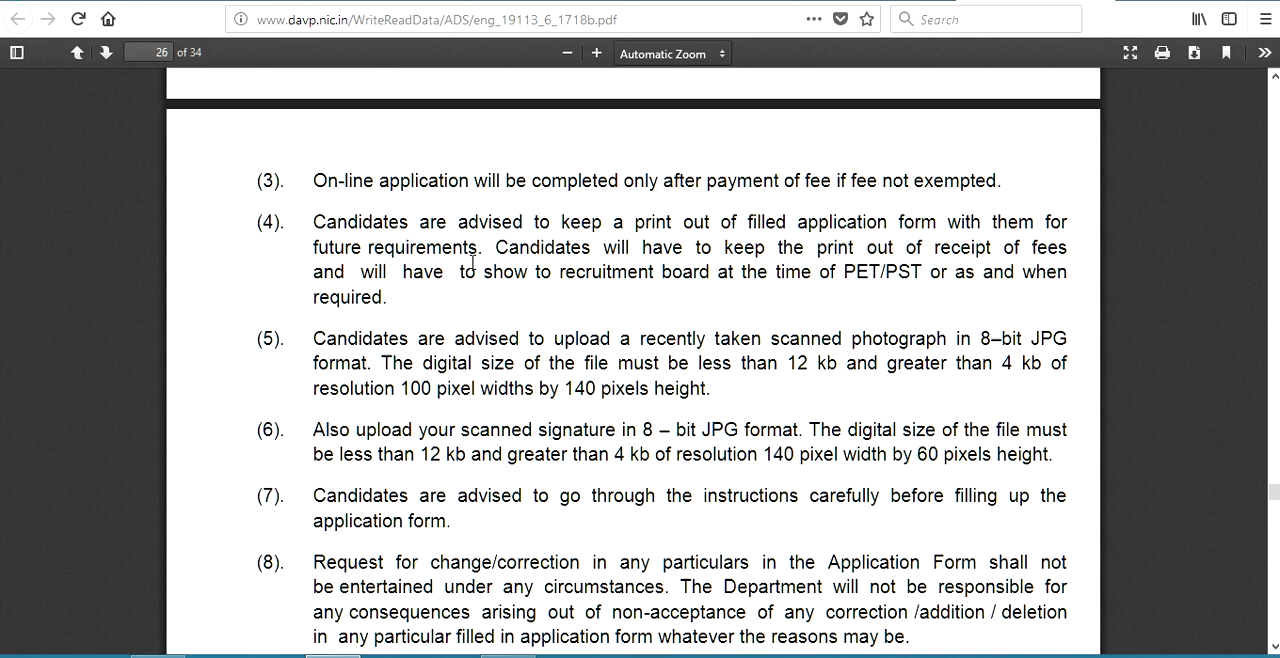 www.davp.nic.in/WriteReadData/ADS/eng_19113_6_1718b.pdf
Search
26 of 34
Automatic Zoom
(3). On-line application will be completed only after payment of fee if fee not exempted.
(4). Candidates are advised to keep a print out of filled application form with them for
future requirements. Candidates will have to keep the print out of receipt of fees
and will have to show to recruitment board at the time of PET/PST or as and when
required.
(5). Candidates are advised to upload a recently taken scanned photograph in 8–bit JPG
format. The digital size of the file must be less than 12 kb and greater than 4 kb of
resolution 100 pixel widths by 140 pixels height.
(6). Also upload your scanned signature in 8 – bit JPG format. The digital size of the file must
be less than 12 kb and greater than 4 kb of resolution 140 pixel width by 60 pixels height.
(7). Candidates are advised to go through the instructions carefully before filling up the
application form.
(8). Request for change/correction in any particulars in the Application Form shall not
be entertained under any circumstances. The Department will not be responsible for
any consequences arising out of non-acceptance of any correction /addition / deletion
in any particular filled in application form whatever the reasons may be.